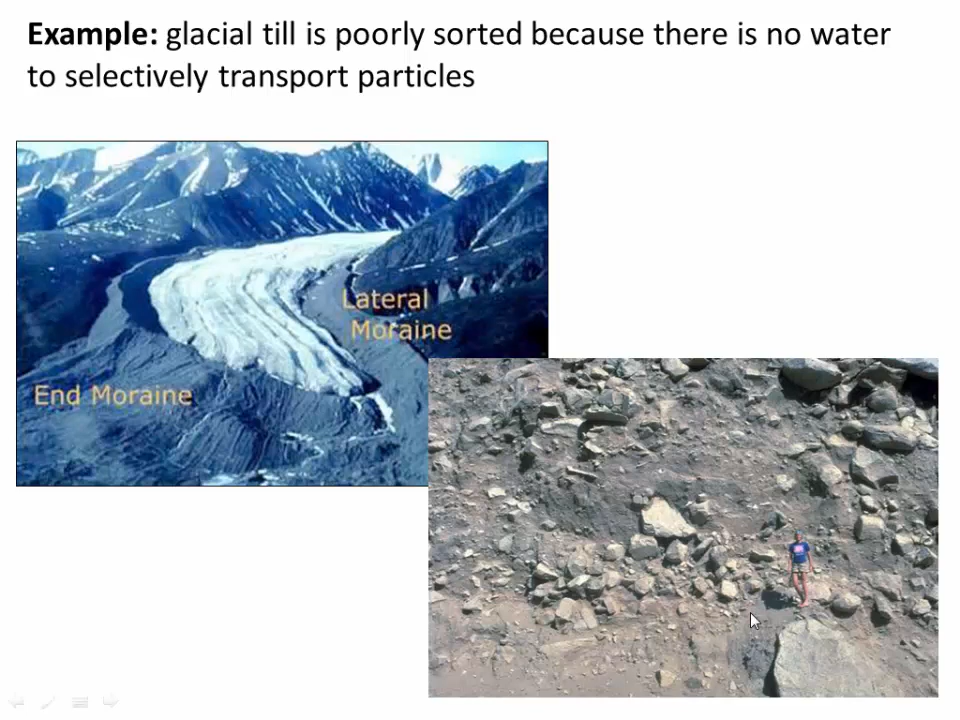 Example: glacial till is poorly sorted because there is no water
to selectively transport particles
Lateral
Moraine
End Moraine